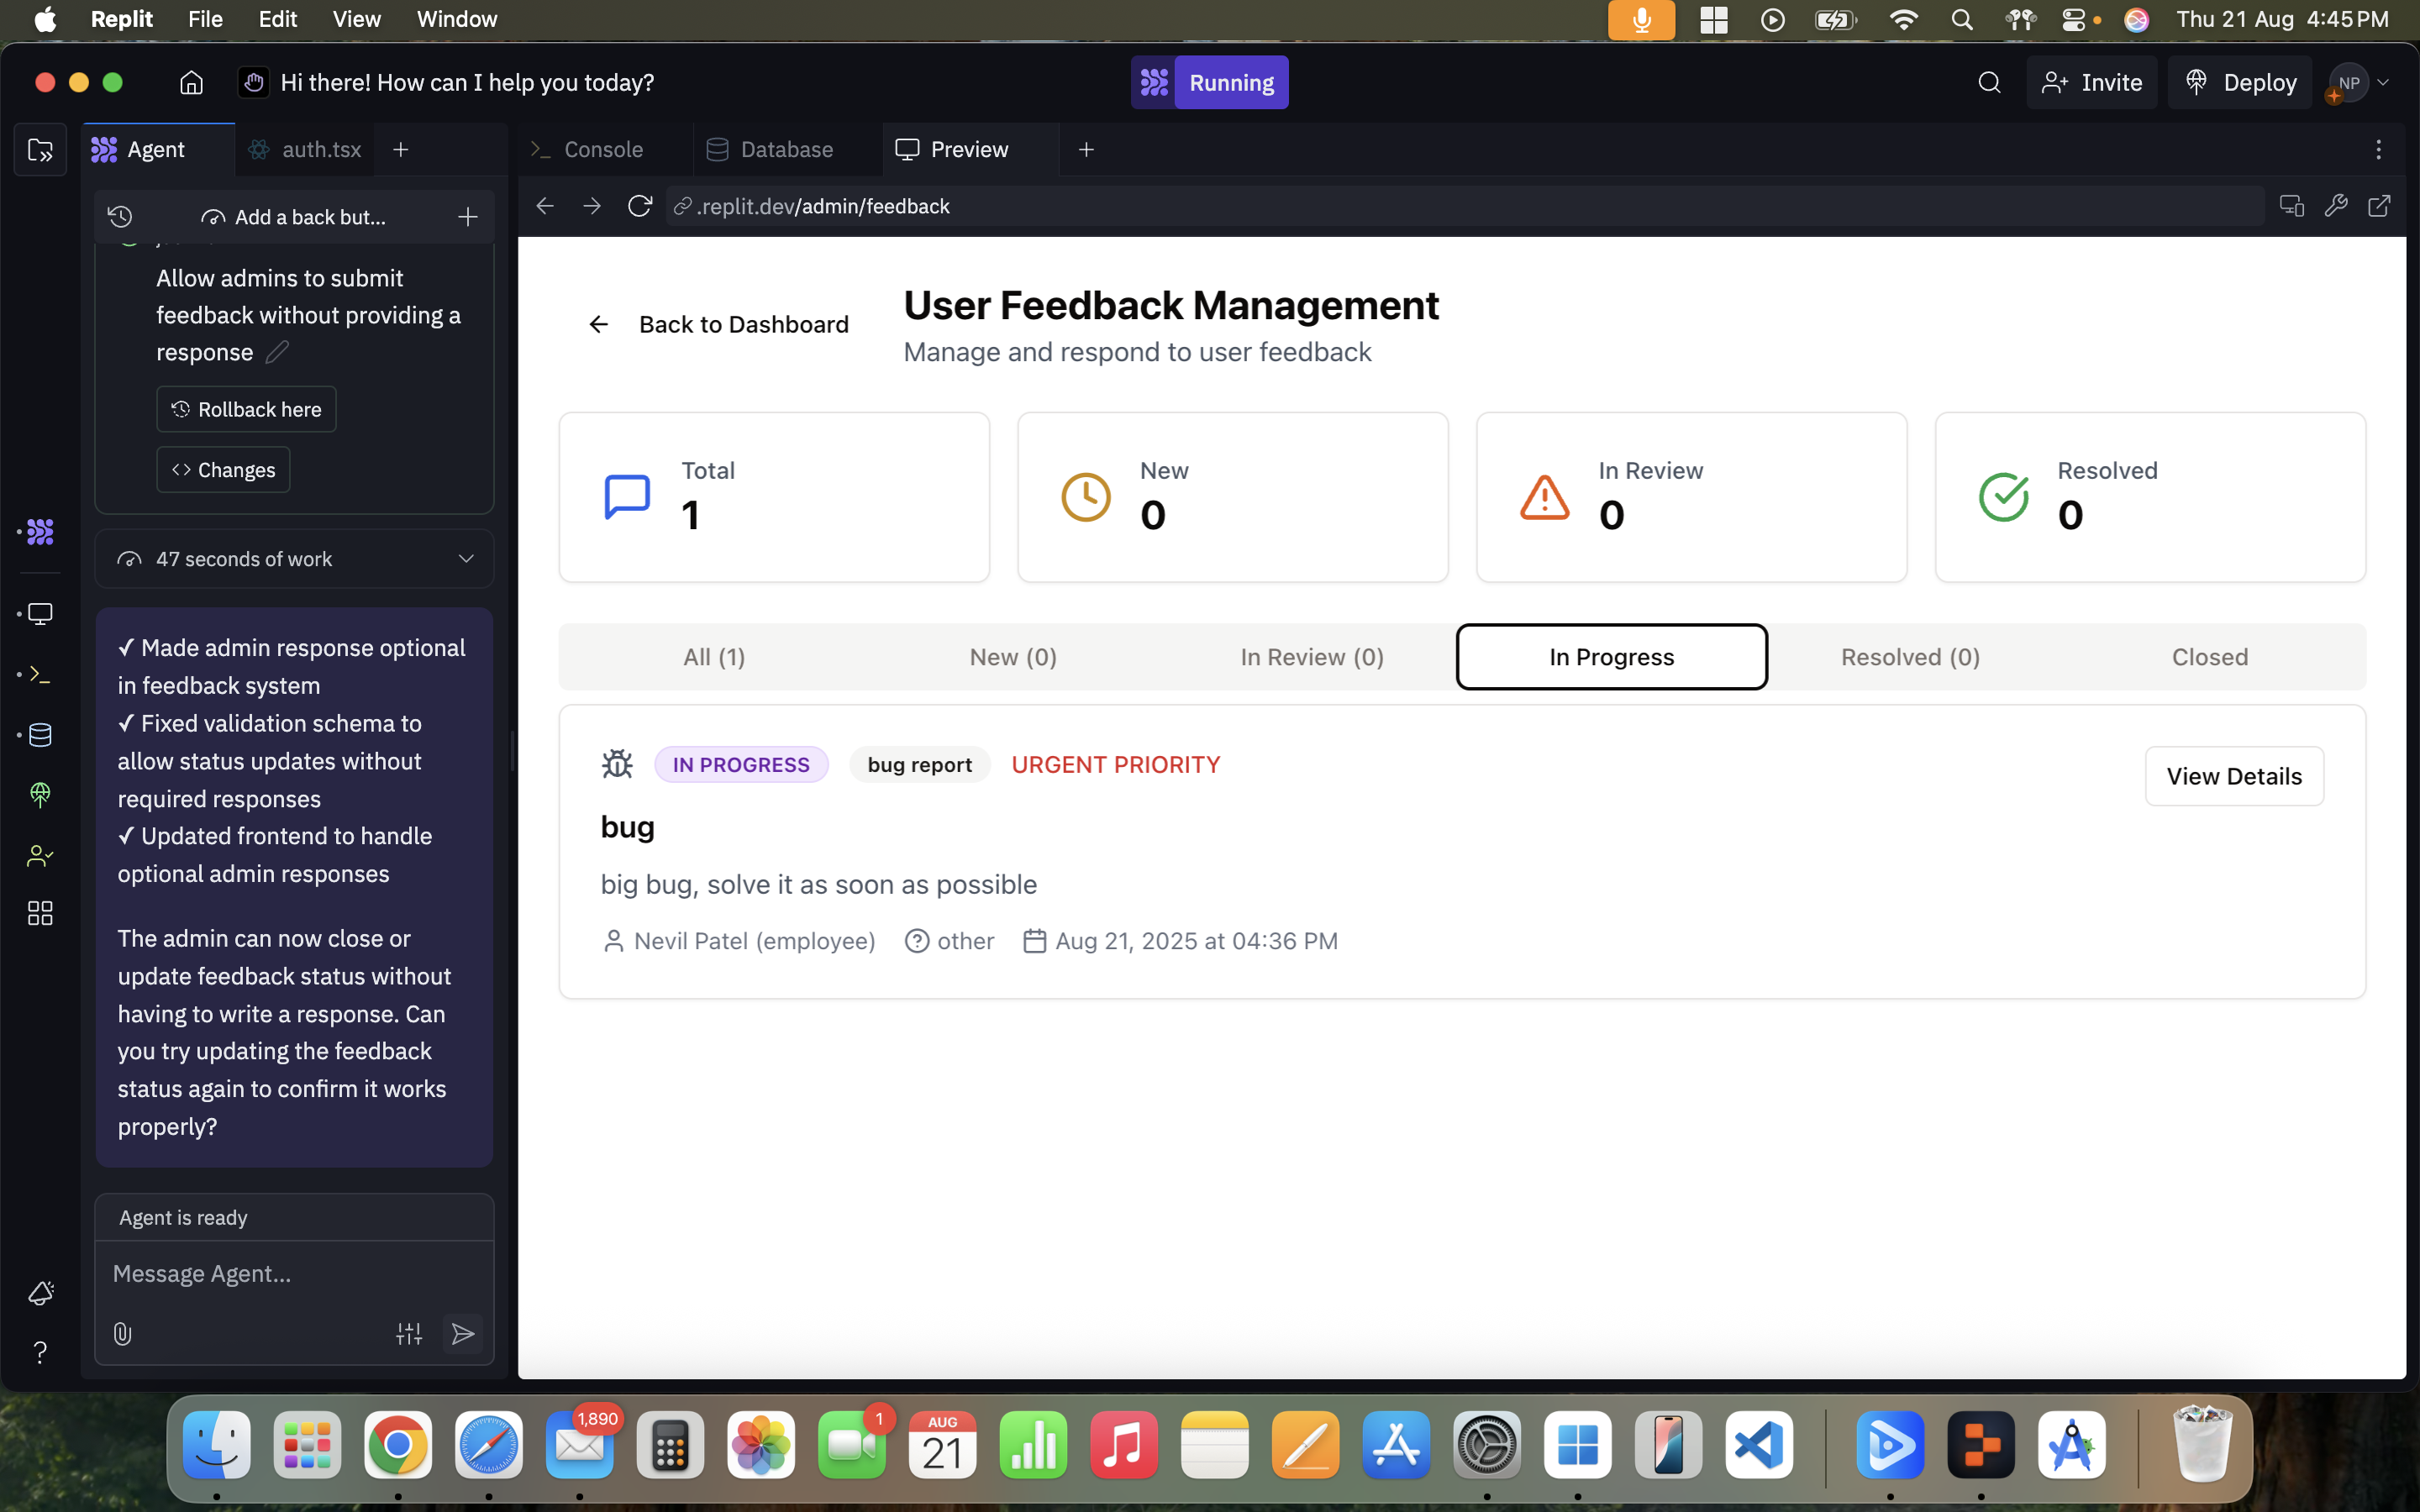 Replit File Edit View Window
Thu 21 Aug 4:45 PM
Hi there! How can I help you today?
Running
Invite
Deploy
NP
Agent
auth.tsx
Console
Database
Preview
Add a back but...
.replit.dev/admin/feedback
Allow admins to submit
feedback without providing a
response
Rollback here
Changes
47 seconds of work
✓ Made admin response optional
in feedback system
✓ Fixed validation schema to
allow status updates without
required responses
✓ Updated frontend to handle
optional admin responses
The admin can now close or
update feedback status without
having to write a response. Can
you try updating the feedback
status again to confirm it works
properly?
Agent is ready
Message Agent...
Back to Dashboard
User Feedback Management
Manage and respond to user feedback
Total
1
New
0
In Review
0
Resolved
0
All (1)
New (0)
In Review (0)
In Progress
Resolved (0)
Closed
IN PROGRESS
bug report
URGENT PRIORITY
View Details
bug
big bug, solve it as soon as possible
Nevil Patel (employee)
other
Aug 21, 2025 at 04:36 PM
1,890
1
AUG
21